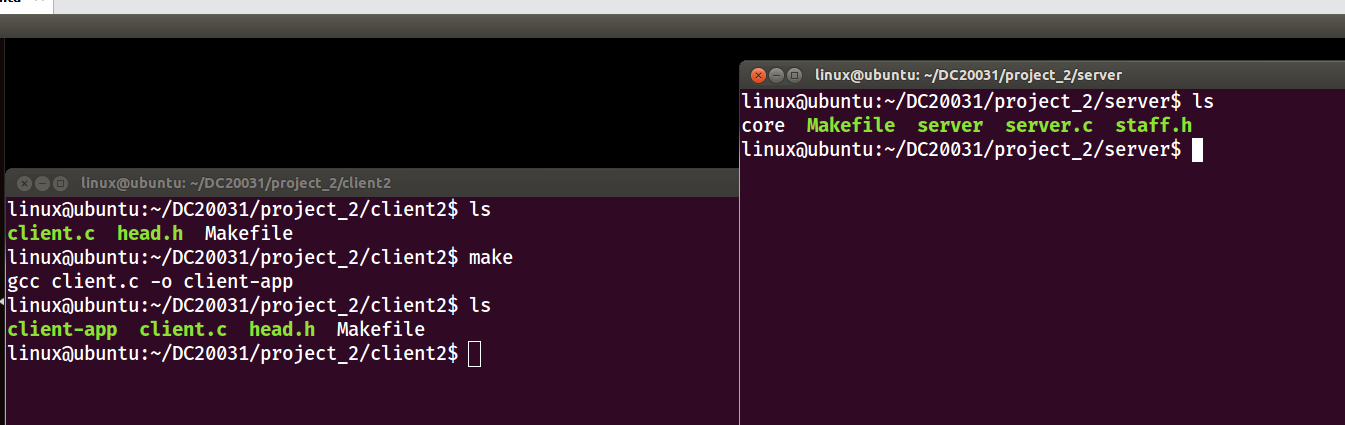 linux@ubuntu: ~/DC20031/project_2/server
linux@ubuntu:~/DC20031/project_2/server$ ls
core  Makefile  server  server.c  staff.h
linux@ubuntu:~/DC20031/project_2/server$
linux@ubuntu: ~/DC20031/project_2/client2
linux@ubuntu:~/DC20031/project_2/client2$ ls
client.c  head.h  Makefile
linux@ubuntu:~/DC20031/project_2/client2$ make
gcc client.c -o client-app
linux@ubuntu:~/DC20031/project_2/client2$ ls
client-app  client.c  head.h  Makefile
linux@ubuntu:~/DC20031/project_2/client2$